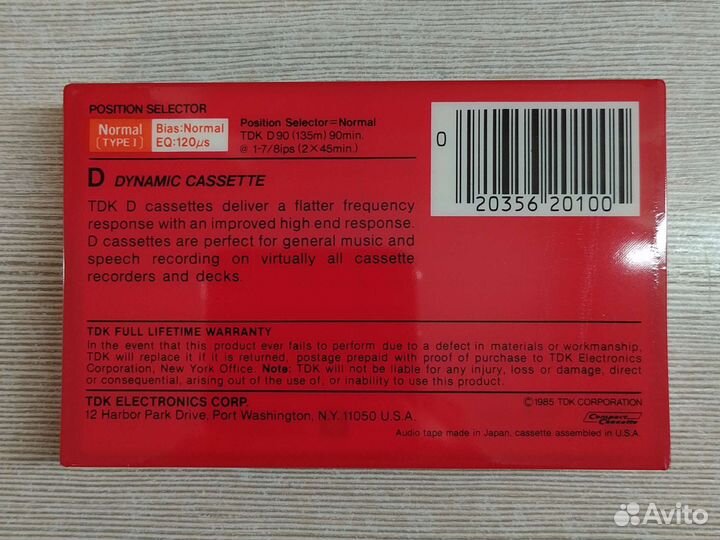 POSITION SELECTOR
Normal
[TYPE I]
Bias:Normal
EQ:120µs
Position Selector=Normal
TDK D90 (135m) 90min.
@ 1-7/8ips (2×45min.)
0
20356 20100
D DYNAMIC CASSETTE
TDK D cassettes deliver a flatter frequency
response with an improved high end response.
D cassettes are perfect for general music and
speech recording on virtually all cassette
recorders and decks.
TDK FULL LIFETIME WARRANTY
In the event that this product ever fails to perform due to a defect in materials or workmanship,
TDK will replace it if it is returned, postage prepaid with proof of purchase to TDK Electronics
Corporation, New York Office. Note: TDK will not be liable for any injury, loss or damage, direct
or consequential, arising out of the use of, or inability to use this product.
TDK ELECTRONICS CORP.
12 Harbor Park Drive, Port Washington, N.Y. 11050 U.S.A.
©1985 TDK CORPORATION
Compact
Cassette
Audio tape made in Japan, cassette assembled in U.S.A.
Avito